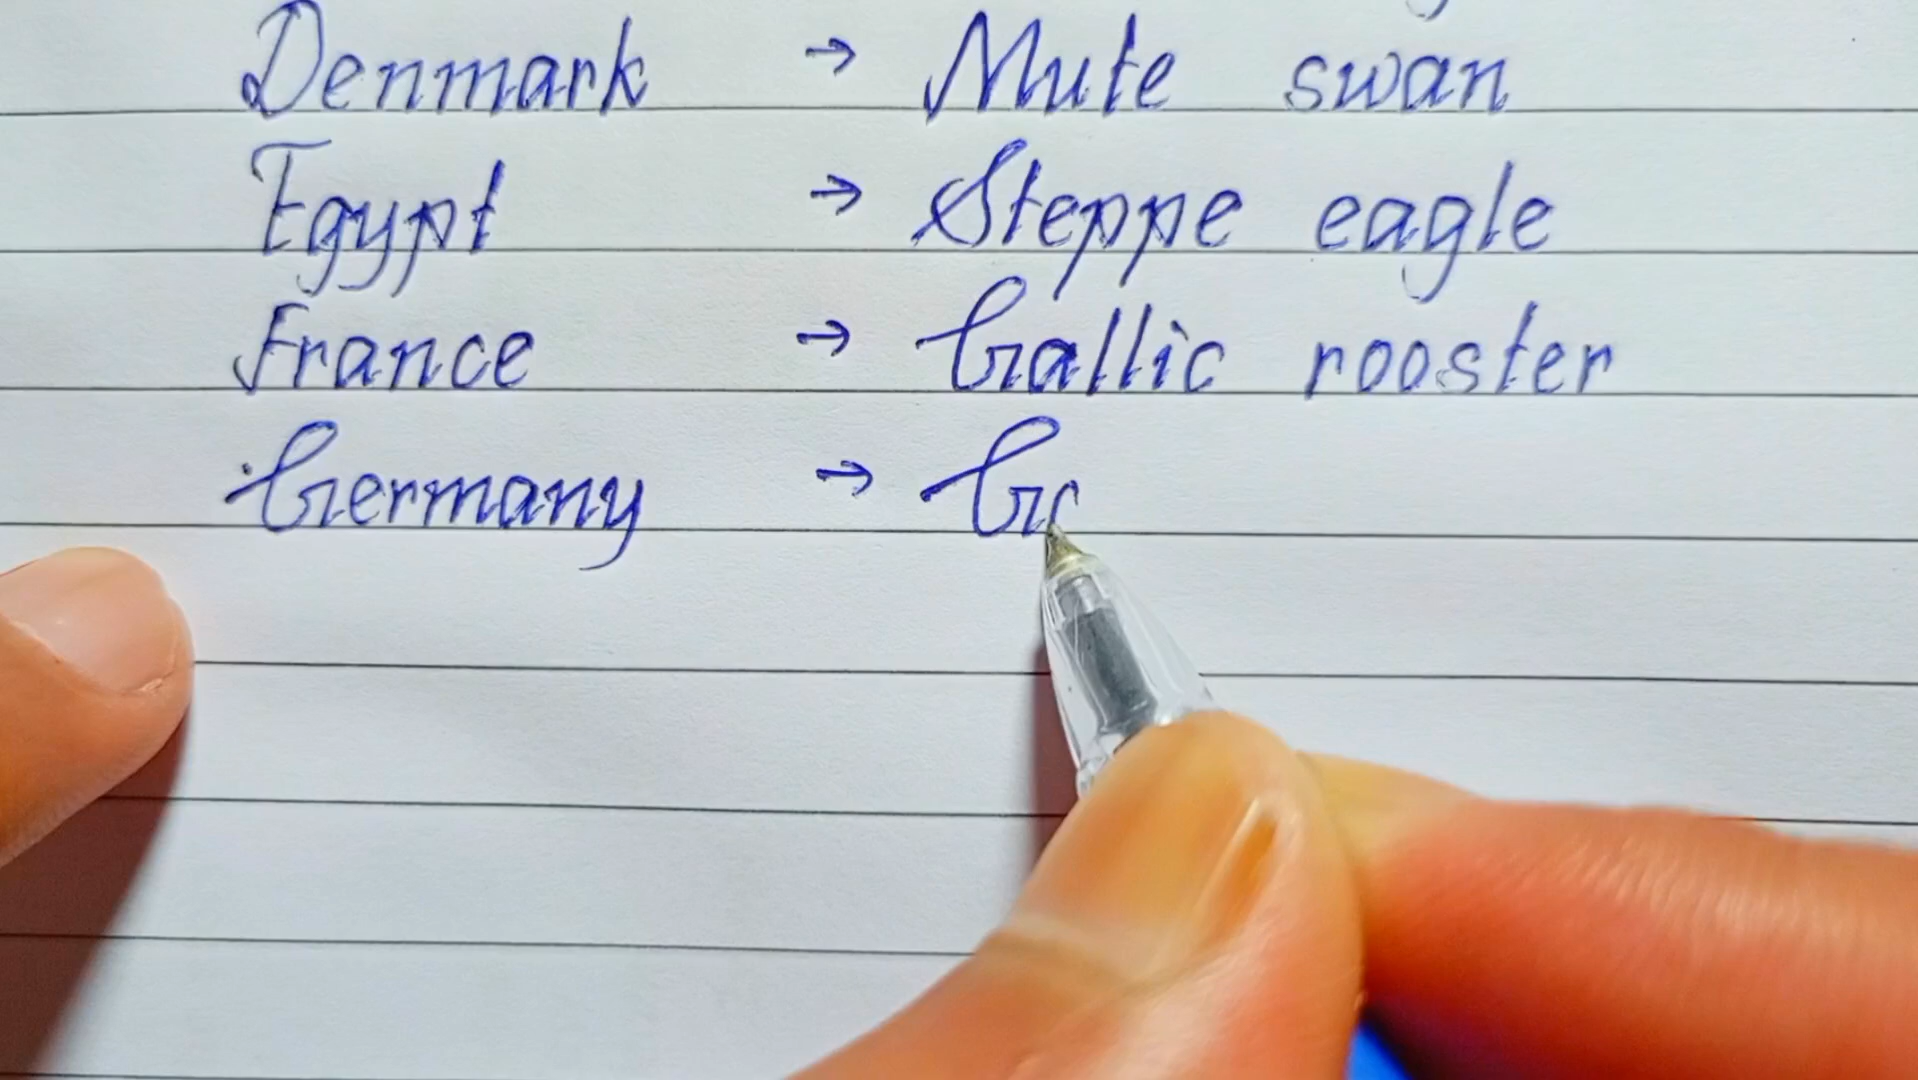 Denmark → Mute swan
Egypt → Steppe eagle
France → Gallic rooster
Germany → G